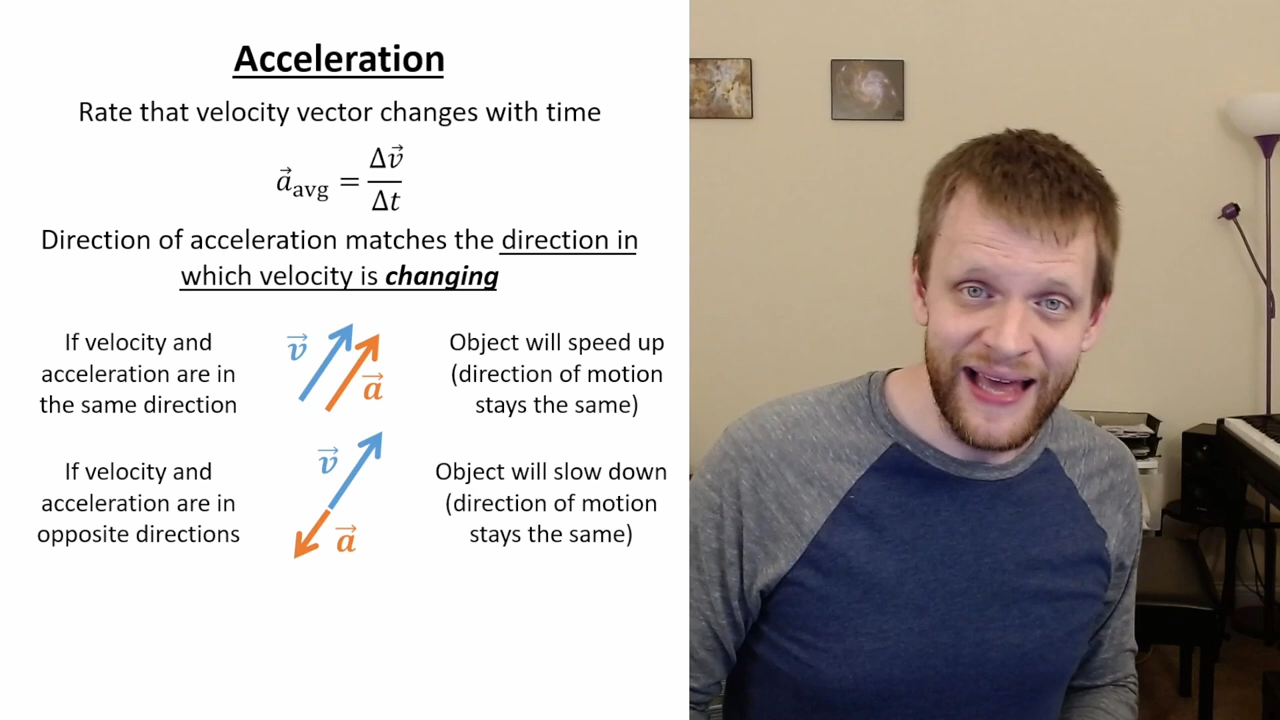 Acceleration
Rate that velocity vector changes with time
a⃗avg = Δv⃗/Δt
Direction of acceleration matches the direction in
which velocity is changing
If velocity and
acceleration are in
the same direction
v⃗
a⃗
Object will speed up
(direction of motion
stays the same)
If velocity and
acceleration are in
opposite directions
v⃗
a⃗
Object will slow down
(direction of motion
stays the same)